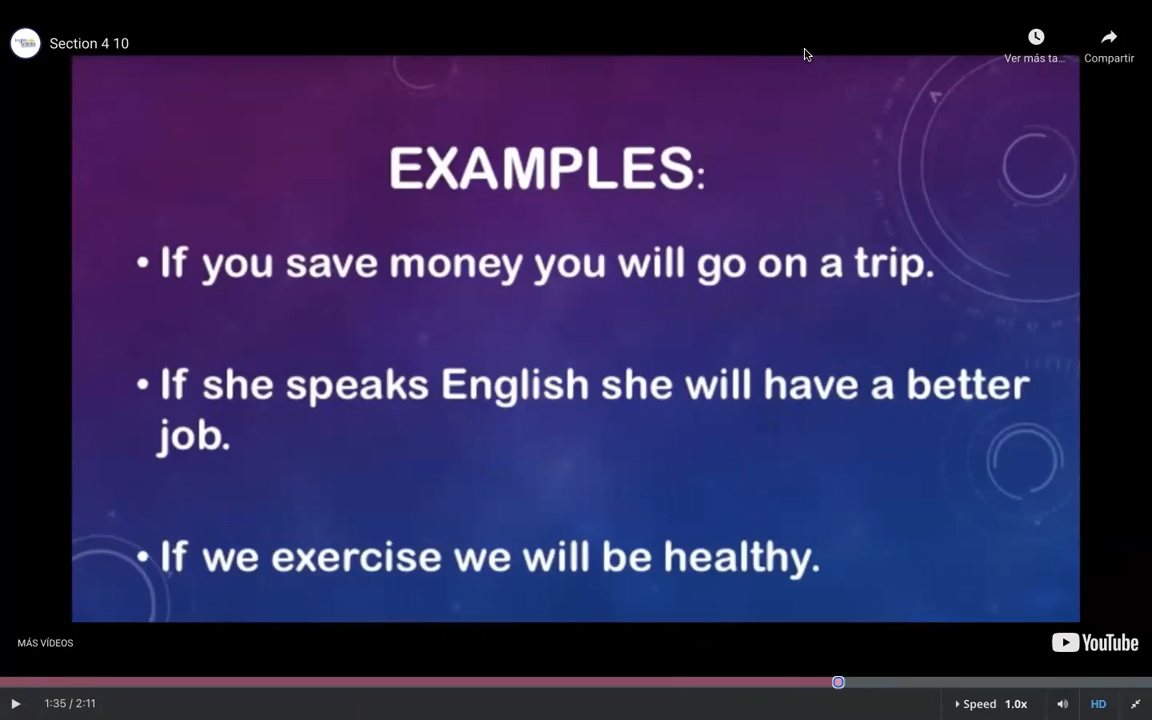 Section 4 10
Ver más ta...
Compartir
EXAMPLES:
• If you save money you will go on a trip.
• If she speaks English she will have a better
job.
• If we exercise we will be healthy.
MÁS VÍDEOS
YouTube
1:35 / 2:11
Speed 1.0x
HD